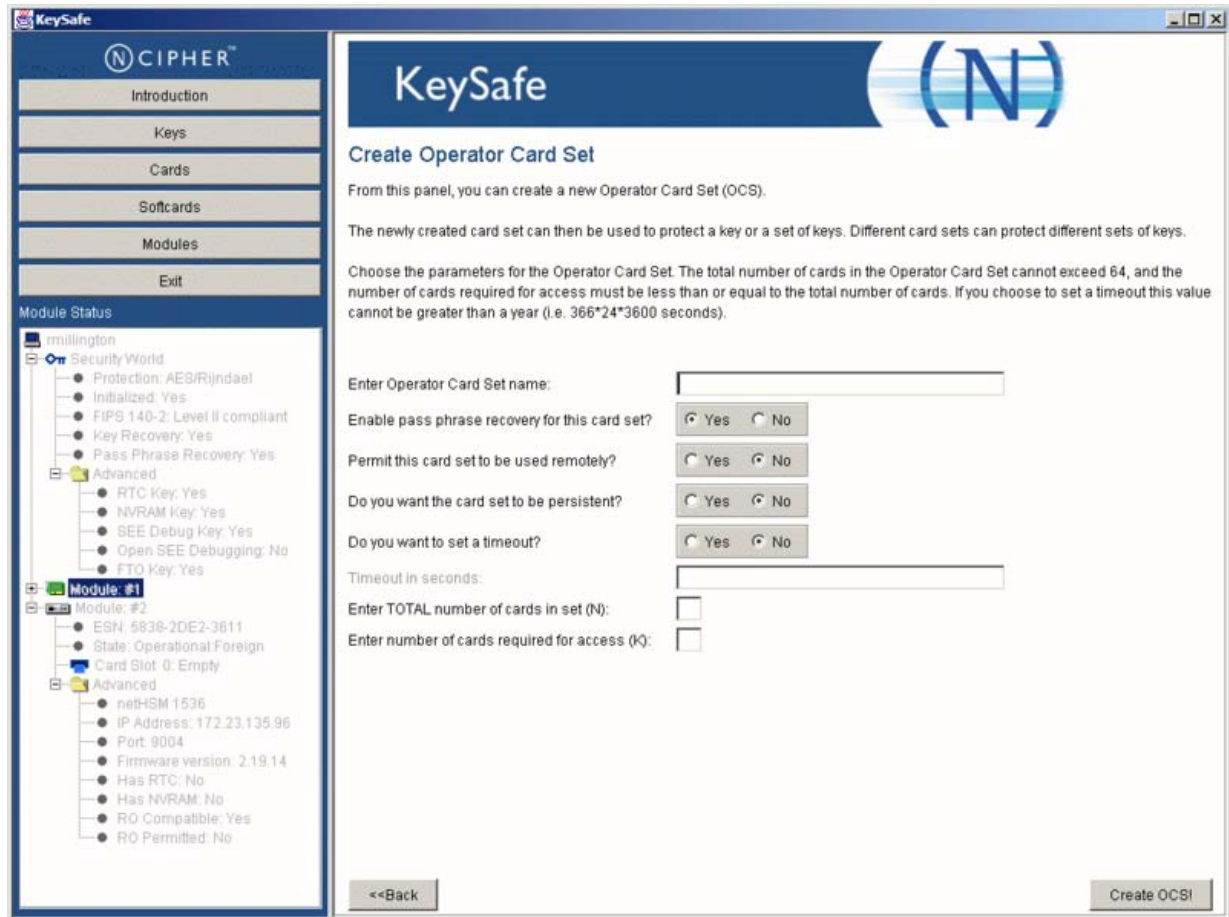 KeySafe
NCIPHER™
Introduction
Keys
Cards
Softcards
Modules
Exit
Module Status
rmillington
Security World
Protection: AES/Rijndael
Initialized: Yes
FIPS 140-2: Level II compliant
Key Recovery: Yes
Pass Phrase Recovery: Yes
Advanced
RTC Key: Yes
NVRAM Key: Yes
SEE Debug Key: Yes
Open SEE Debugging: No
FTO Key: Yes
Module: #1
Module: #2
ESN: 5838-2DE2-3611
State: Operational:Foreign
Card Slot 0: Empty
Advanced
netHSM 1536
IP Address: 172.23.135.96
Port: 9004
Firmware version: 2.19.14
Has RTC: No
Has NVRAM: No
RO Compatible: Yes
RO Permitted: No
KeySafe
(N)
Create Operator Card Set
From this panel, you can create a new Operator Card Set (OCS).
The newly created card set can then be used to protect a key or a set of keys. Different card sets can protect different sets of keys.
Choose the parameters for the Operator Card Set. The total number of cards in the Operator Card Set cannot exceed 64, and the
number of cards required for access must be less than or equal to the total number of cards. If you choose to set a timeout this value
cannot be greater than a year (i.e. 366*24*3600 seconds).
Enter Operator Card Set name:
Enable pass phrase recovery for this card set? Yes No
Permit this card set to be used remotely? Yes No
Do you want the card set to be persistent? Yes No
Do you want to set a timeout? Yes No
Timeout in seconds:
Enter TOTAL number of cards in set (N):
Enter number of cards required for access (K):
<<Back
Create OCS!